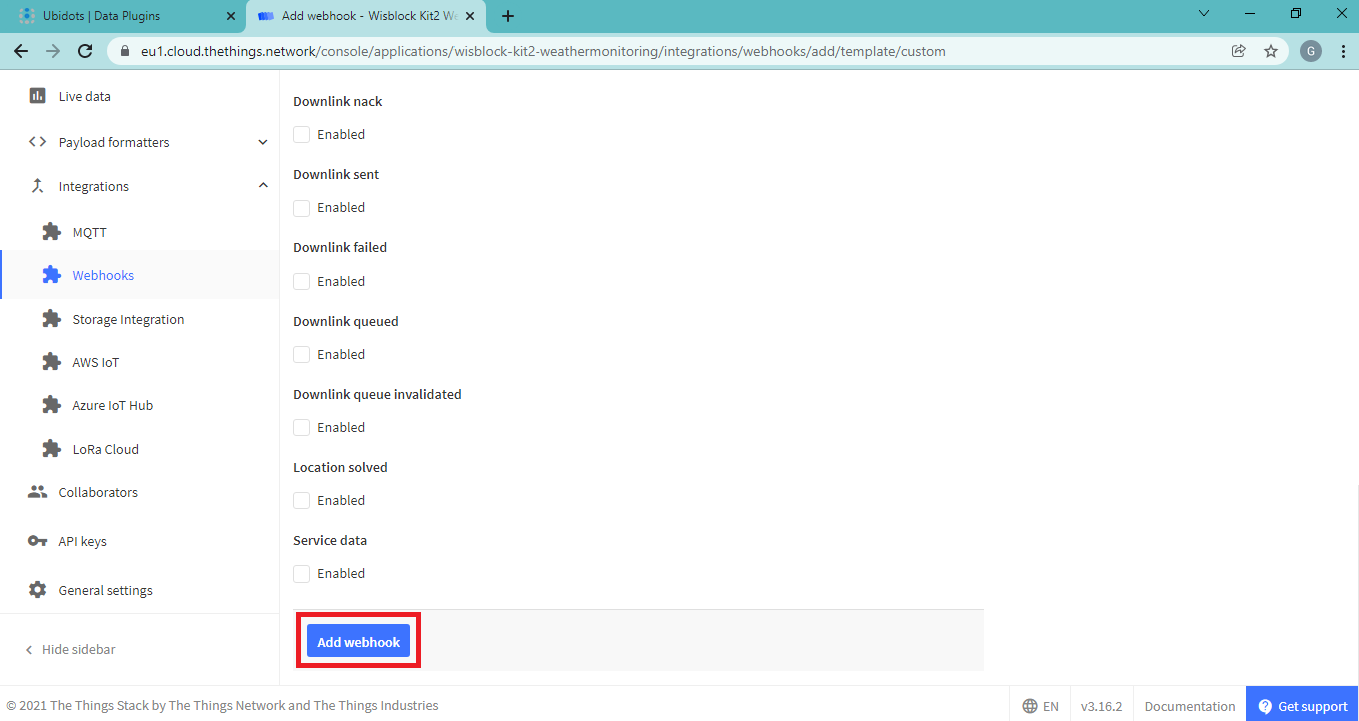 Ubidots | Data Plugins
Add webhook - Wisblock Kit2 We
eu1.cloud.thethings.network/console/applications/wisblock-kit2-weathermonitoring/integrations/webhooks/add/template/custom
G
Live data
Payload formatters
Integrations
MQTT
Webhooks
Storage Integration
AWS IoT
Azure IoT Hub
LoRa Cloud
Collaborators
API keys
General settings
Hide sidebar
Downlink nack
Enabled
Downlink sent
Enabled
Downlink failed
Enabled
Downlink queued
Enabled
Downlink queue invalidated
Enabled
Location solved
Enabled
Service data
Enabled
Add webhook
© 2021 The Things Stack by The Things Network and The Things Industries
EN
v3.16.2
Documentation
Get support